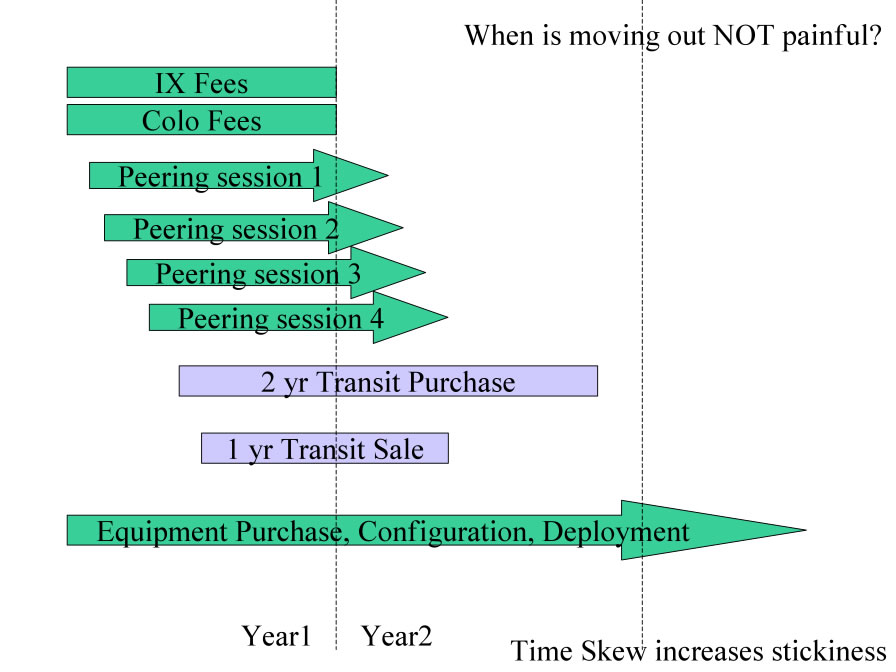 When is moving out NOT painful?
IX Fees
Colo Fees
Peering session 1
Peering session 2
Peering session 3
Peering session 4
2 yr Transit Purchase
1 yr Transit Sale
Equipment Purchase, Configuration, Deployment
Year1 Year2
Time Skew increases stickiness